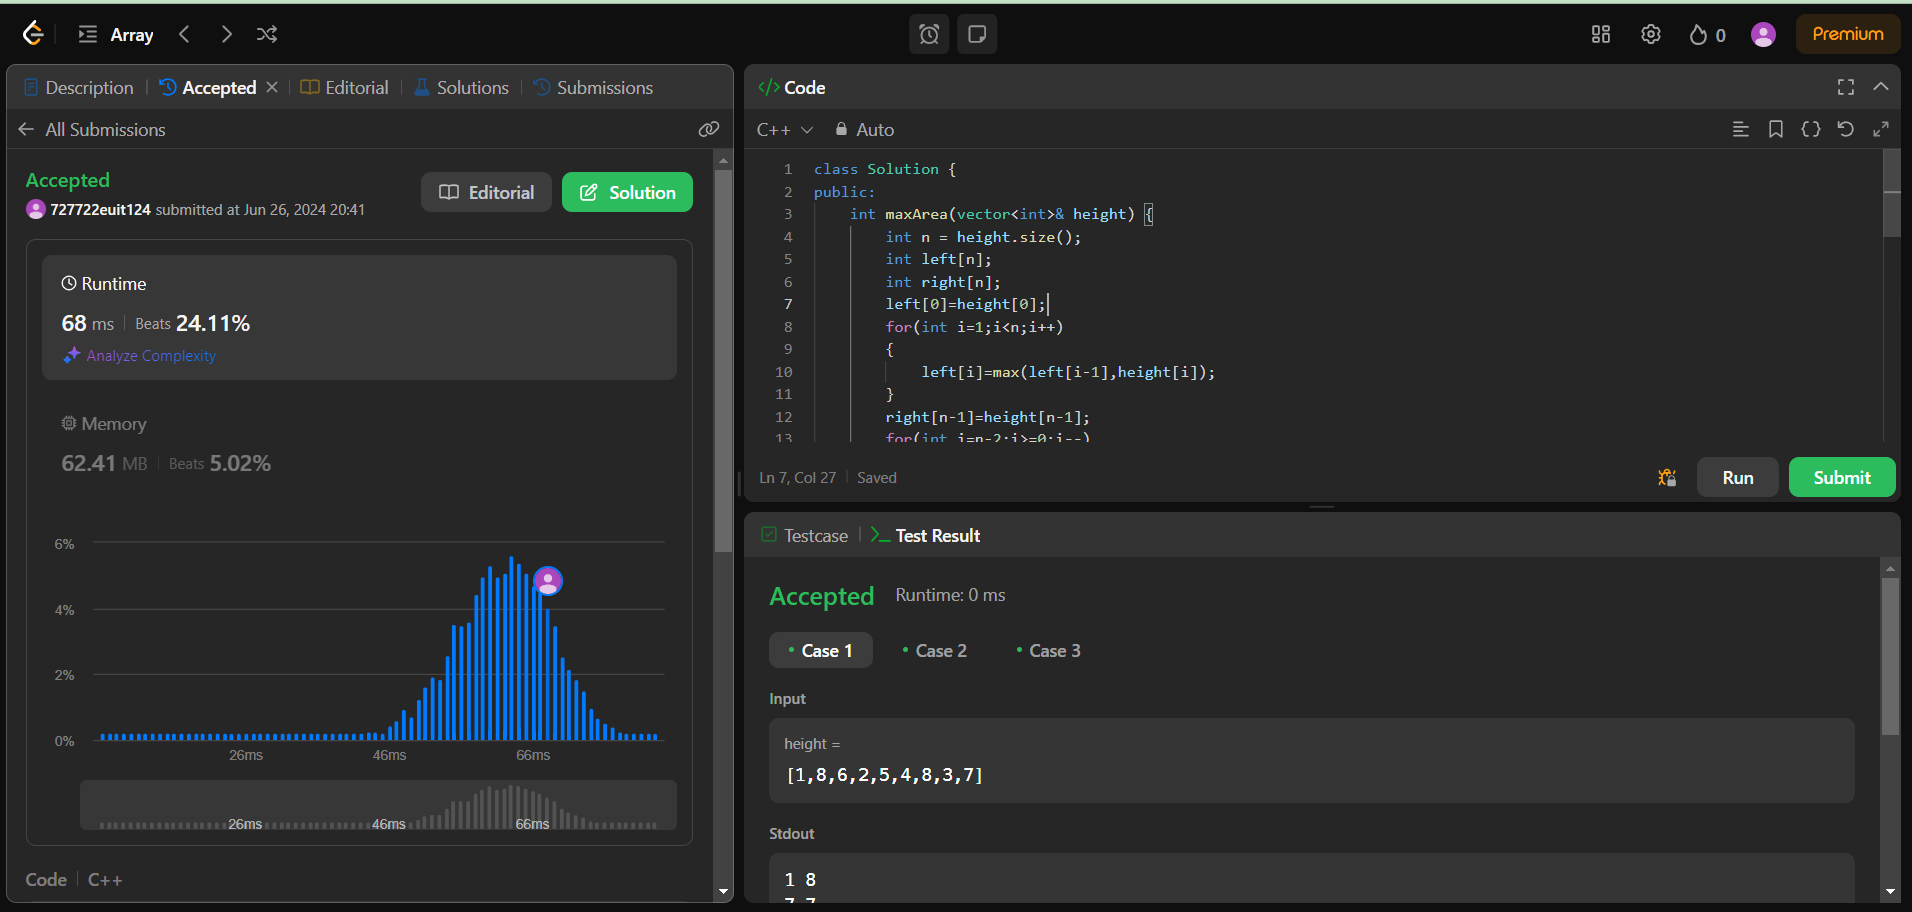 Array
0
Premium
Description
Accepted
Editorial
Solutions
Submissions
All Submissions
Accepted
727722euit124 submitted at Jun 26, 2024 20:41
Editorial
Solution
Runtime
68 ms
Beats 24.11%
Analyze Complexity
Memory
62.41 MB
Beats 5.02%
6%
4%
2%
0%
26ms
46ms
66ms
26ms
46ms
66ms
Code
C++
</> Code
C++
Auto
1 class Solution {
2 public:
3 int maxArea(vector<int>& height) {
4 int n = height.size();
5 int left[n];
6 int right[n];
7 left[0]=height[0];
8 for(int i=1;i<n;i++)
9 {
10 left[i]=max(left[i-1],height[i]);
11 }
12 right[n-1]=height[n-1];
13 for(int i=n-2;i>=0;i--)
Ln 7, Col 27
Saved
Run
Submit
Testcase
Test Result
Accepted
Runtime: 0 ms
Case 1
Case 2
Case 3
Input
height =
[1,8,6,2,5,4,8,3,7]
Stdout
1 8
7 7